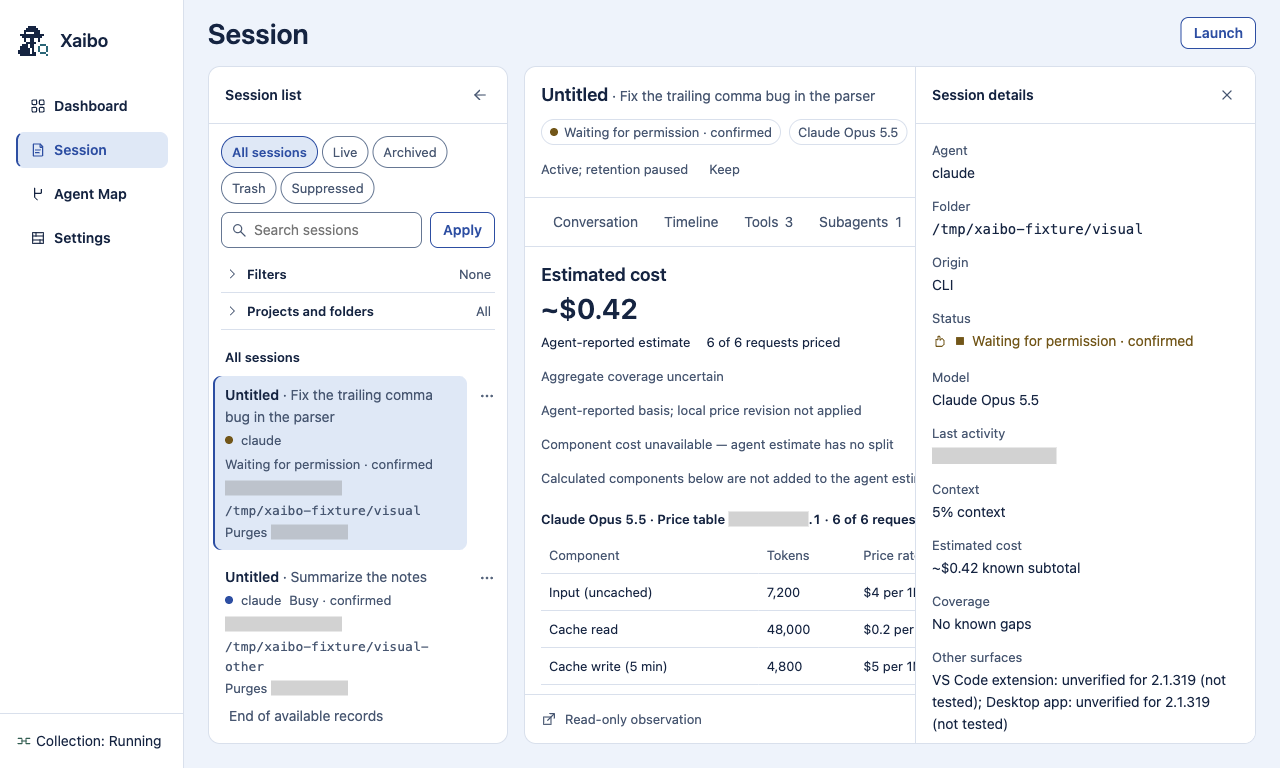 Xaibo
Dashboard
Session
Agent Map
Settings
Collection: Running
Session
Launch
Session list
All sessions
Live
Archived
Trash
Suppressed
Search sessions
Apply
Filters
None
Projects and folders
All
All sessions
Untitled · Fix the trailing comma
bug in the parser
claude
Waiting for permission · confirmed
/tmp/xaibo-fixture/visual
Purges
Untitled · Summarize the notes
claude Busy · confirmed
/tmp/xaibo-fixture/visual-
other
Purges
End of available records
Untitled · Fix the trailing comma bug in the parser
Waiting for permission · confirmed
Claude Opus 5.5
Active; retention paused
Keep
Conversation
Timeline
Tools 3
Subagents 1
Estimated cost
~$0.42
Agent-reported estimate 6 of 6 requests priced
Aggregate coverage uncertain
Agent-reported basis; local price revision not applied
Component cost unavailable — agent estimate has no split
Calculated components below are not added to the agent
Claude Opus 5.5 · Price table .1 · 6 of 6
Component Tokens Price
Input (uncached) 7,200 $4 per
Cache read 48,000 $0.2 per
Cache write (5 min) 4,800 $5 per
Read-only observation
Session details
Agent
claude
Folder
/tmp/xaibo-fixture/visual
Origin
CLI
Status
Waiting for permission · confirmed
Model
Claude Opus 5.5
Last activity
Context
5% context
Estimated cost
~$0.42 known subtotal
Coverage
No known gaps
Other surfaces
VS Code extension: unverified for 2.1.319 (not
tested); Desktop app: unverified for 2.1.319
(not tested)